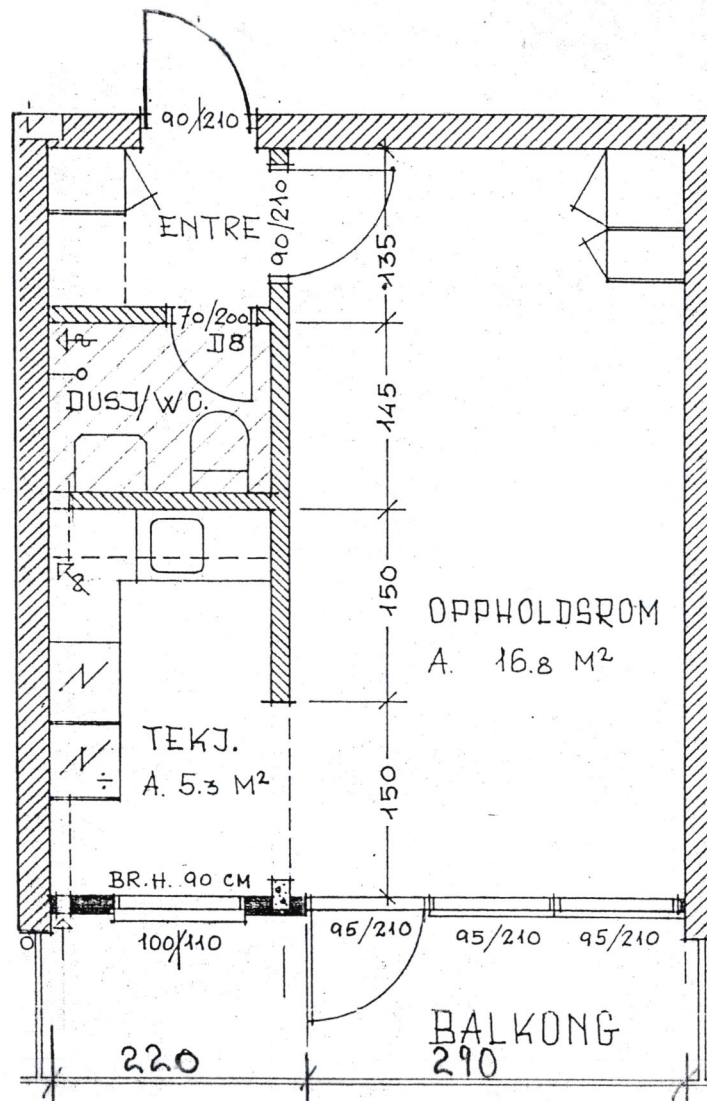 90/210
ENTRE
90/210
135
70/200
D8
DUSJ/WC.
145
150
OPPHOLDSROM
A. 16.8 M²
TEKJ.
A. 5.3 M²
150
BR.H. 90 CM
100/110
95/210
95/210
95/210
BALKONG
220
290